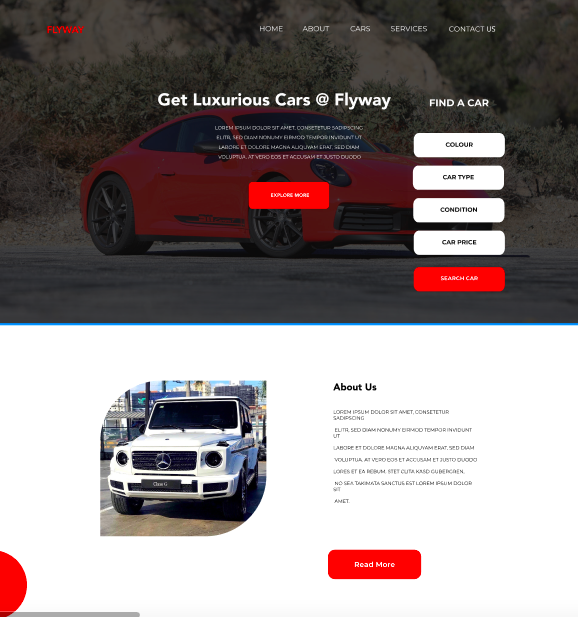 FLYWAY
HOME
ABOUT
CARS
SERVICES
CONTACT US
Get Luxurious Cars @ Flyway
LOREM IPSUM DOLOR SIT AMET, CONSETETUR SADIPSCING
ELITR, SED DIAM NONUMY EIRMOD TEMPOR INVIDUNT UT
LABORE ET DOLORE MAGNA ALIQUYAM ERAT, SED DIAM
VOLUPTUA. AT VERO EOS ET ACCUSAM ET JUSTO DUODO
EXPLORE MORE
FIND A CAR
COLOUR
CAR TYPE
CONDITION
CAR PRICE
SEARCH CAR
Clase G
About Us
LOREM IPSUM DOLOR SIT AMET, CONSETETUR
SADIPSCING
ELITR, SED DIAM NONUMY EIRMOD TEMPOR INVIDUNT
UT
LABORE ET DOLORE MAGNA ALIQUYAM ERAT, SED DIAM
VOLUPTUA. AT VERO EOS ET ACCUSAM ET JUSTO DUODO
LORES ET EA REBUM. STET CLITA KASD GUBERGREN,
NO SEA TAKIMATA SANCTUS EST LOREM IPSUM DOLOR
SIT
AMET.
Read More